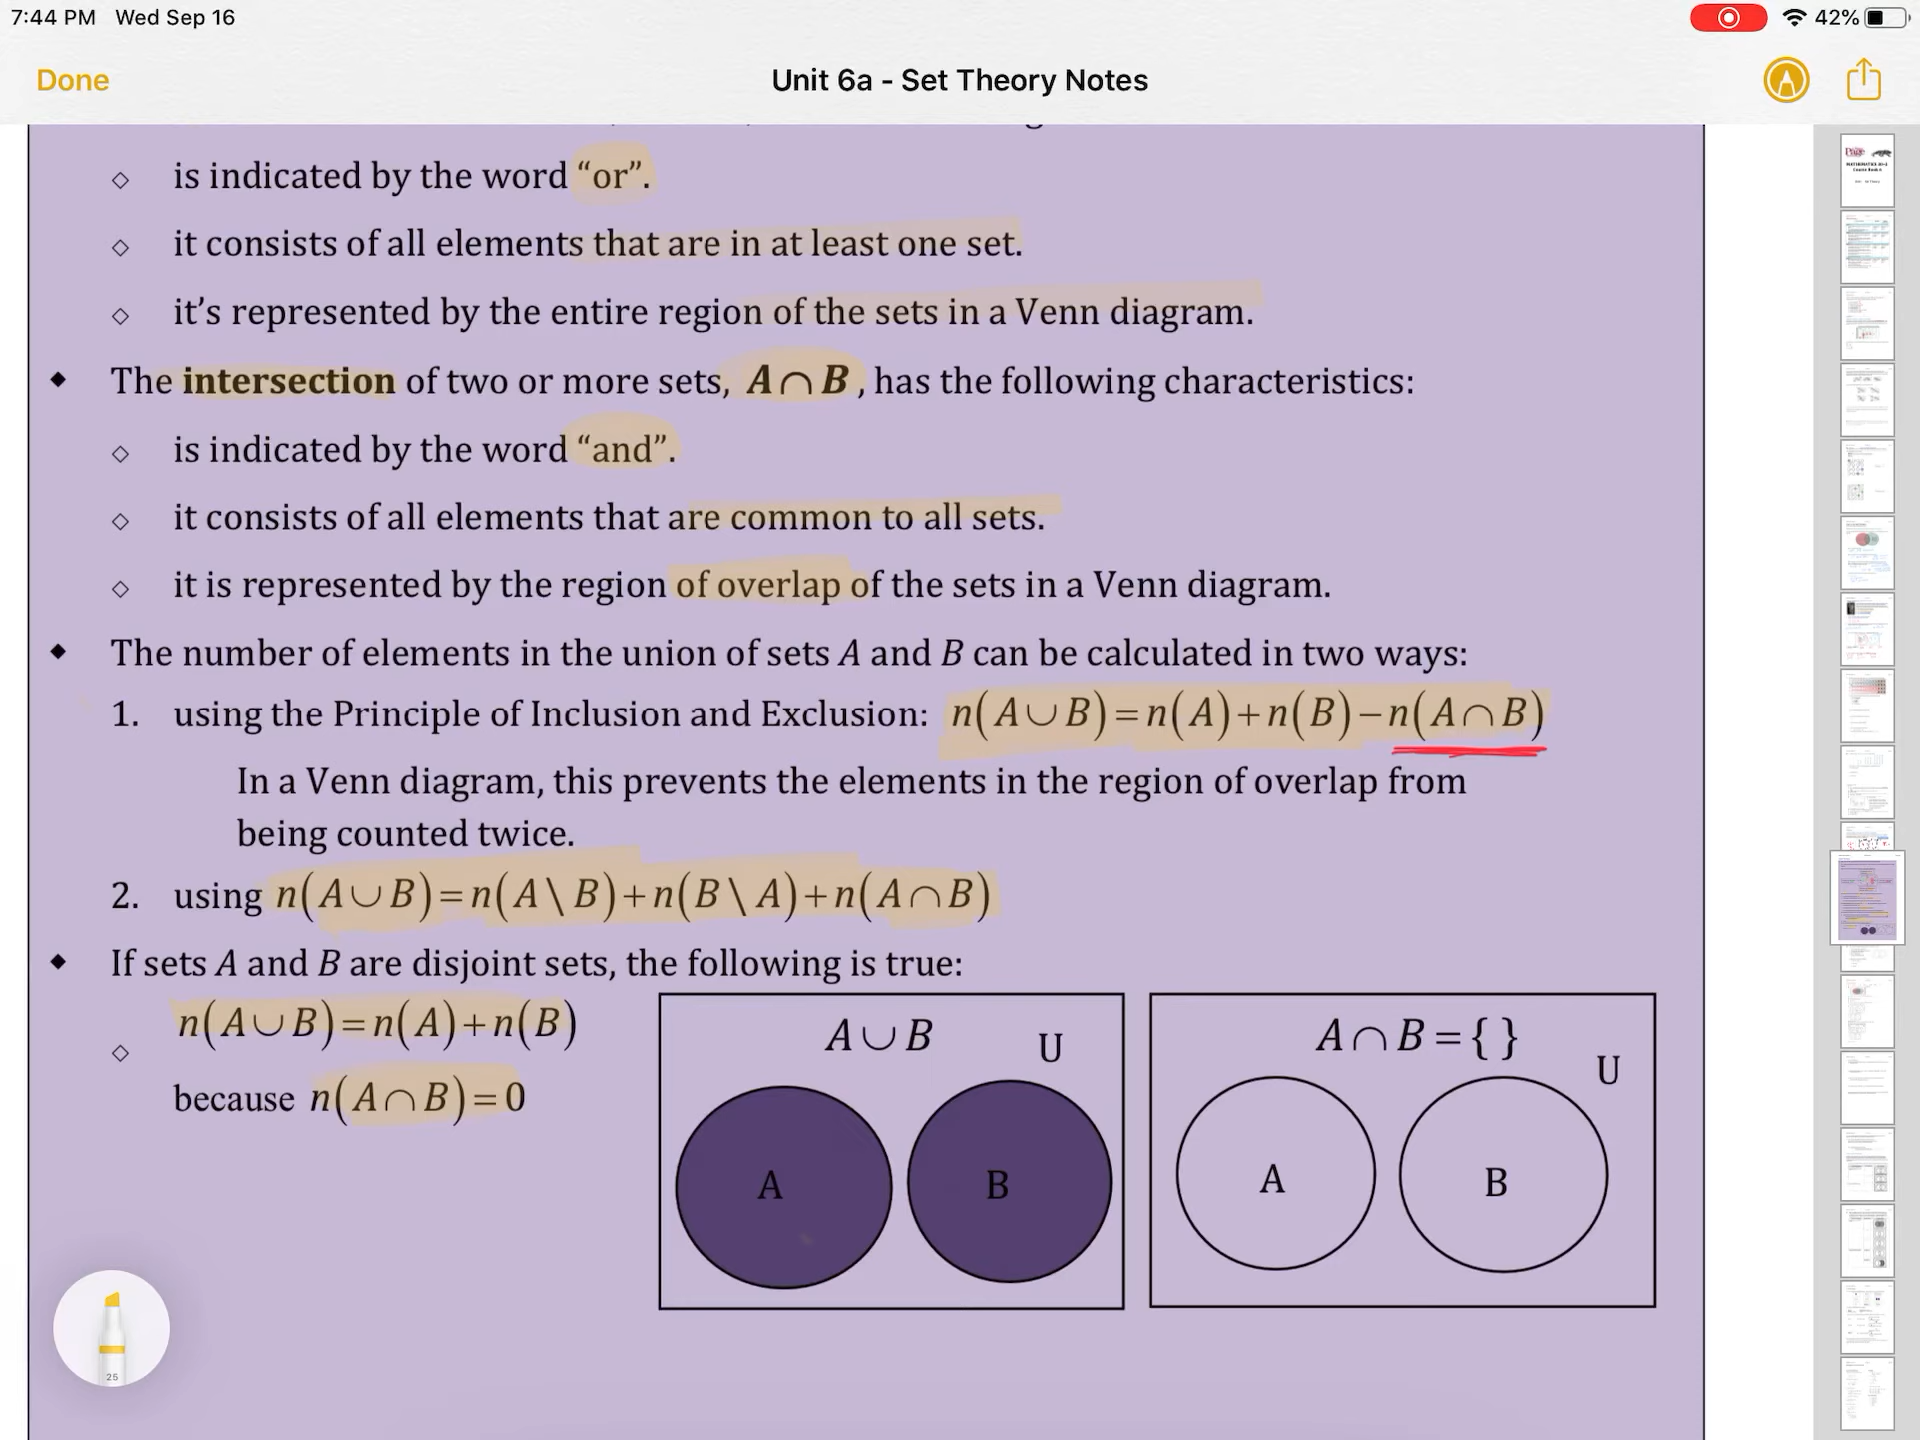 7:44 PM Wed Sep 16
42%
Done
Unit 6a - Set Theory Notes
◇ is indicated by the word “or”.
◇ it consists of all elements that are in at least one set.
◇ it’s represented by the entire region of the sets in a Venn diagram.
◆ The intersection of two or more sets, A∩B, has the following characteristics:
◇ is indicated by the word “and”.
◇ it consists of all elements that are common to all sets.
◇ it is represented by the region of overlap of the sets in a Venn diagram.
◆ The number of elements in the union of sets A and B can be calculated in two ways:
1. using the Principle of Inclusion and Exclusion: n(A∪B)=n(A)+n(B)−n(A∩B)
In a Venn diagram, this prevents the elements in the region of overlap from
being counted twice.
2. using n(A∪B)=n(A\B)+n(B\A)+n(A∩B)
◆ If sets A and B are disjoint sets, the following is true:
◇ n(A∪B)=n(A)+n(B)
because n(A∩B)=0
A∪B U
A B
A∩B={ } U
A B
25